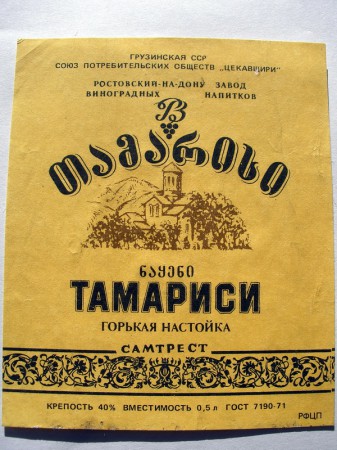 ГРУЗИНСКАЯ ССР
СОЮЗ ПОТРЕБИТЕЛЬСКИХ ОБЩЕСТВ „ЦЕКАВШИРИ"
РОСТОВСКИЙ-НА-ДОНУ ЗАВОД
ВИНОГРАДНЫХ НАПИТКОВ
В
თამარისი
ნაყენი
ТАМАРИСИ
ГОРЬКАЯ НАСТОЙКА
САМТРЕСТ
КРЕПОСТЬ 40% ВМЕСТИМОСТЬ 0,5 л ГОСТ 7190-71
РФЦП